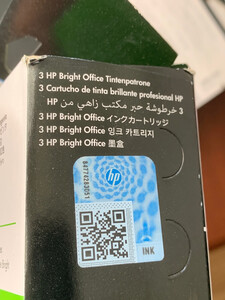 3 HP Bright Office Tintenpatrone
3 Cartucho de tinta brillante profesional HP
3 خرطوشة حبر مكتب زاهي من HP
3 HP Bright Office インクカートリッジ
3 HP Bright Office 잉크 카트리지
3 HP Bright Office 墨盒
hp
INK